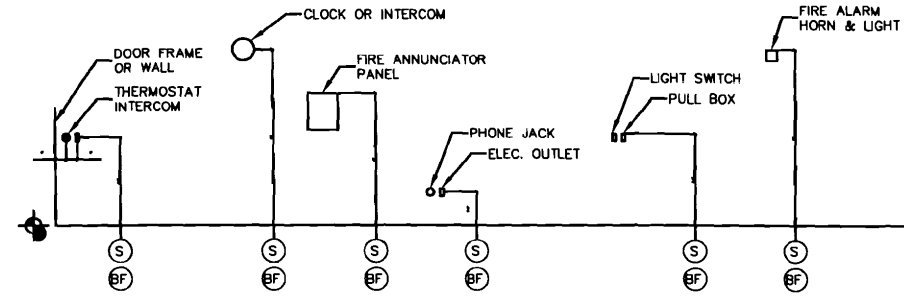 CLOCK OR INTERCOM
FIRE ALARM
HORN & LIGHT
DOOR FRAME
OR WALL
FIRE ANNUNCIATOR
PANEL
THERMOSTAT
INTERCOM
LIGHT SWITCH
PULL BOX
PHONE JACK
ELEC. OUTLET
S S S S S S
BF BF BF BF BF BF